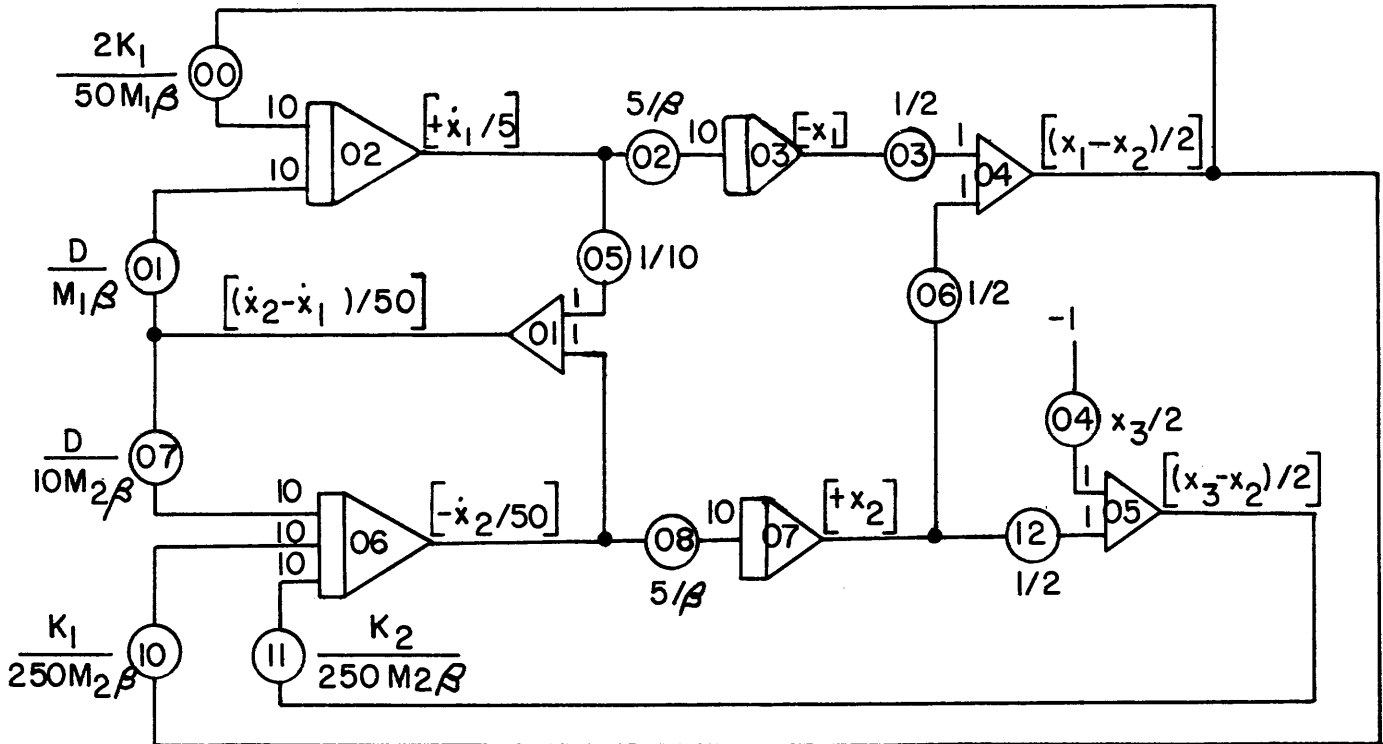 2K₁
50M₁β
00
10
10
02
[+ẋ₁/5]
5/β
02
10
03
[-x₁]
1/2
03
1
1
04
[(x₁-x₂)/2]
D
M₁β
01
[(ẋ₂-ẋ₁ )/50]
05
1/10
1
1
01
06
1/2
-1
04
x₃/2
D
10M₂β
07
10
10
10
06
[-ẋ₂/50]
08
5/β
10
07
[+x₂]
12
1/2
1
1
05
[(x₃-x₂)/2]
K₁
250M₂β
10
11
K₂
250M2β